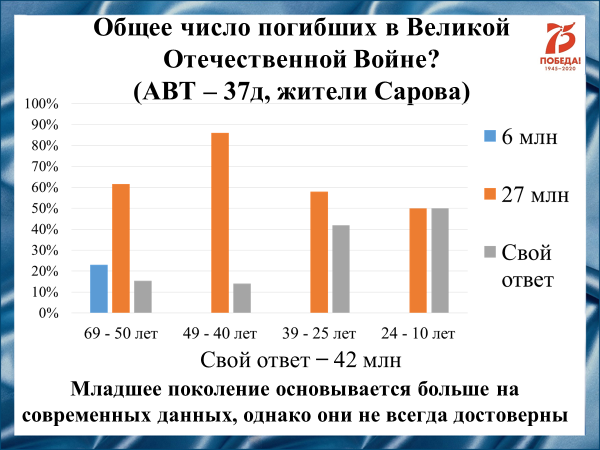 Общее число погибших в Великой
Отечественной Войне?
(АВТ – 37д, жители Сарова)
75
ПОБЕДА!
1945–2020
100%
90%
80%
70%
60%
50%
40%
30%
20%
10%
0%
69 - 50 лет
49 - 40 лет
39 - 25 лет
24 - 10 лет
6 млн
27 млн
Свой
ответ
Свой ответ – 42 млн
Младшее поколение основывается больше на
современных данных, однако они не всегда достоверны